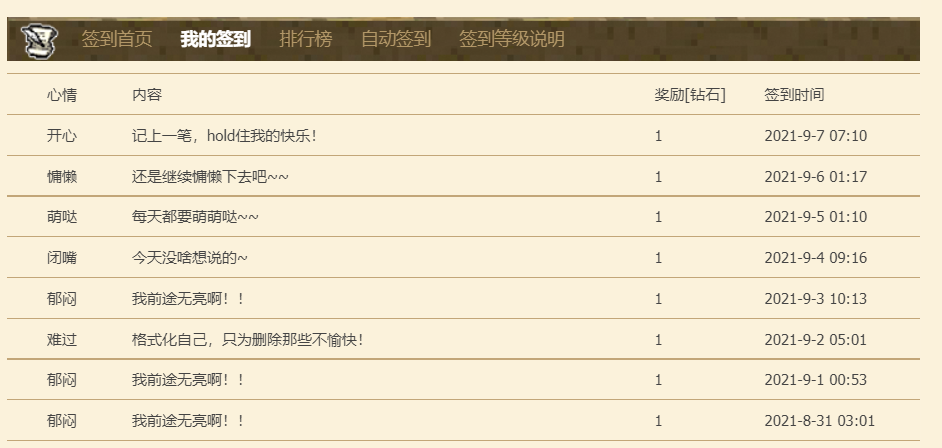 签到首页 我的签到 排行榜 自动签到 签到等级说明
心情 内容 奖励[钻石] 签到时间
开心 记上一笔，hold住我的快乐！ 1 2021-9-7 07:10
慵懒 还是继续慵懒下去吧~~ 1 2021-9-6 01:17
萌哒 每天都要萌萌哒~~ 1 2021-9-5 01:10
闭嘴 今天没啥想说的~ 1 2021-9-4 09:16
郁闷 我前途无亮啊！！ 1 2021-9-3 10:13
难过 格式化自己，只为删除那些不愉快！ 1 2021-9-2 05:01
郁闷 我前途无亮啊！！ 1 2021-9-1 00:53
郁闷 我前途无亮啊！！ 1 2021-8-31 03:01